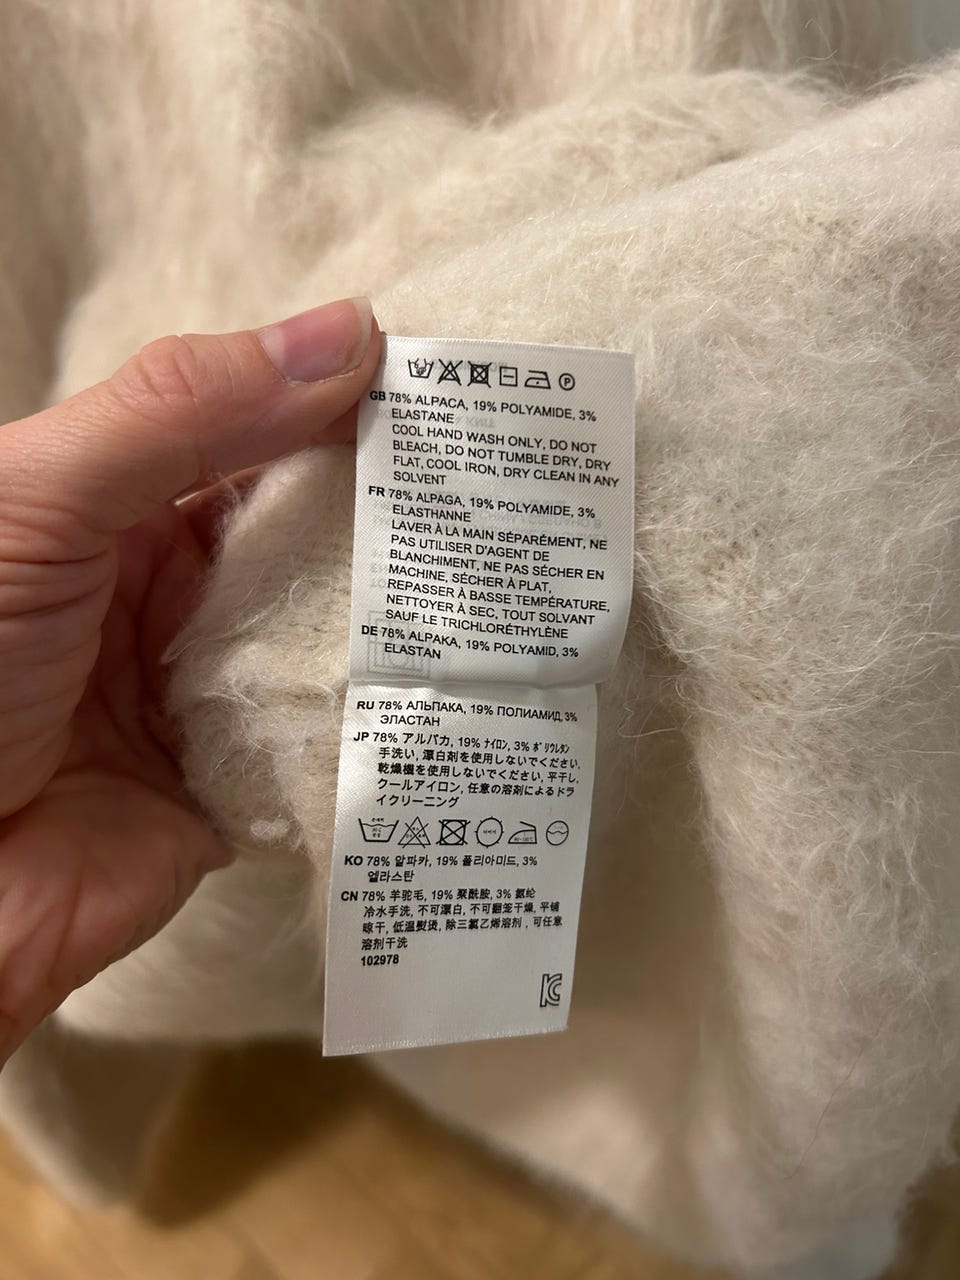 P
GB 78% ALPACA, 19% POLYAMIDE, 3%
ELASTANE
COOL HAND WASH ONLY, DO NOT
BLEACH, DO NOT TUMBLE DRY, DRY
FLAT, COOL IRON, DRY CLEAN IN ANY
SOLVENT
FR 78% ALPAGA, 19% POLYAMIDE, 3%
ELASTHANNE
LAVER À LA MAIN SÉPARÉMENT, NE
PAS UTILISER D'AGENT DE
BLANCHIMENT, NE PAS SÉCHER EN
MACHINE, SÉCHER À PLAT,
REPASSER À BASSE TEMPÉRATURE,
NETTOYER À SEC, TOUT SOLVANT
SAUF LE TRICHLORÉTHYLÈNE
DE 78% ALPAKA, 19% POLYAMID, 3%
ELASTAN
RU 78% АЛЬПАКА, 19% ПОЛИАМИД, 3%
ЭЛАСТАН
JP 78% アルパカ, 19% ナイロン, 3% ポリウレタン
手洗い, 漂白剤を使用しないでください,
乾燥機を使用しないでください, 平干し,
クールアイロン, 任意の溶剤によるドラ
イクリーニング
KO 78% 알파카, 19% 폴리아미드, 3%
엘라스탄
CN 78% 羊驼毛, 19% 聚酰胺, 3% 氨纶
冷水手洗, 不可漂白, 不可翻笼干燥, 平铺
晾干, 低温熨烫, 除三氯乙烯溶剂，可任意
溶剂干洗
102978
KC